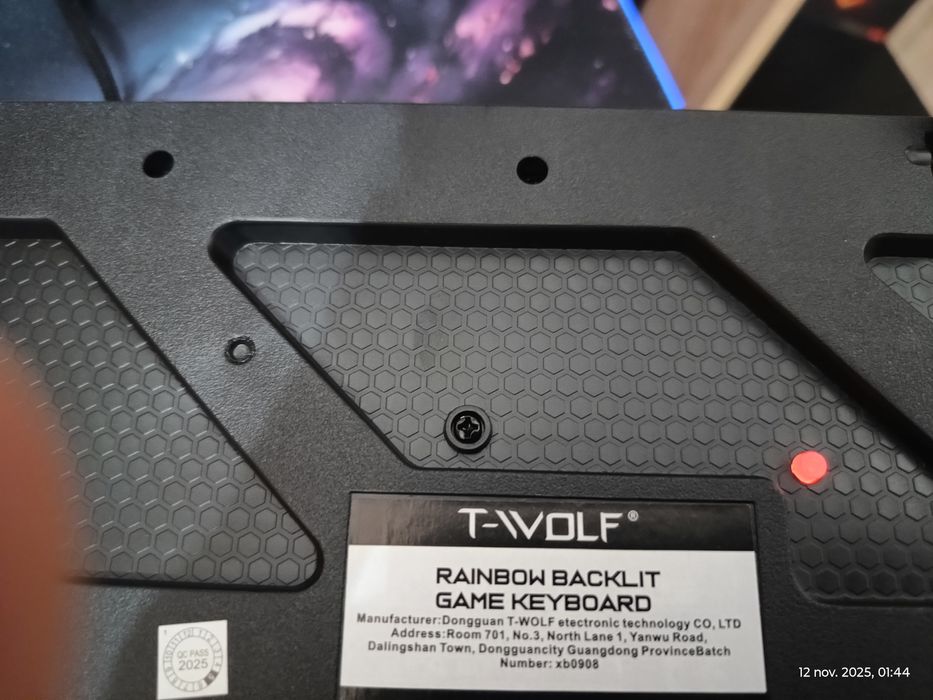 T-WOLF®
RAINBOW BACKLIT
GAME KEYBOARD
Manufacturer:Dongguan T-WOLF etectronic technology CO, LTD
Address:Room 701, No.3, North Lane 1, Yanwu Road,
Dalingshan Town, Dongguancity Guangdong ProvinceBatch
Number: xb0908
QC PASS
2025
12 nov. 2025, 01:44